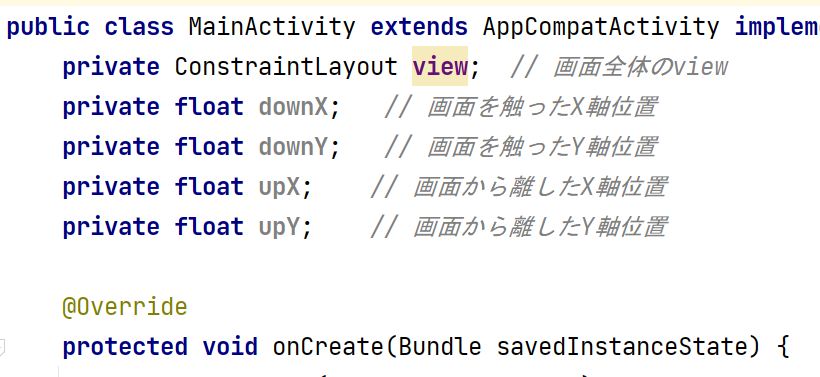 public class MainActivity extends AppCompatActivity implem
private ConstraintLayout view; // 画面全体のview
private float downX; // 画面を触ったX軸位置
private float downY; // 画面を触ったY軸位置
private float upX; // 画面から離したX軸位置
private float upY; // 画面から離したY軸位置
@Override
protected void onCreate(Bundle savedInstanceState) {